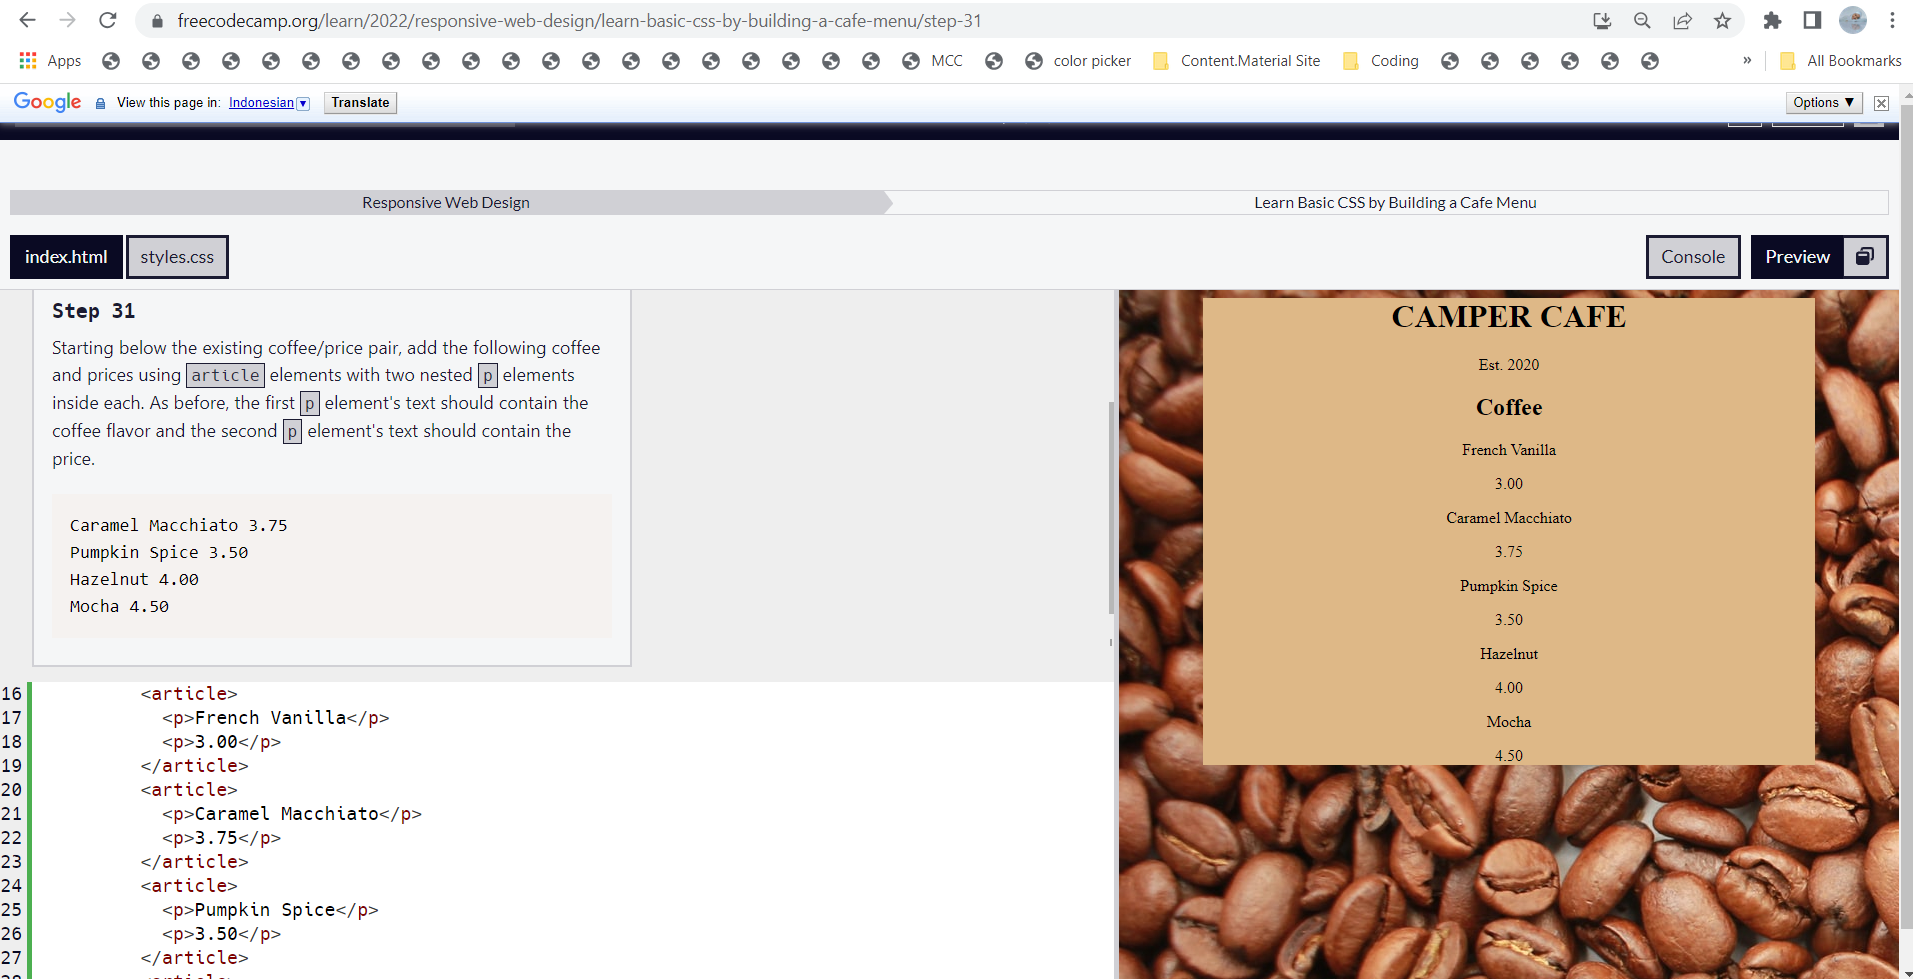 freecodecamp.org/learn/2022/responsive-web-design/learn-basic-css-by-building-a-cafe-menu/step-31
Apps MCC color picker Content.Material Site Coding » All Bookmarks
Google View this page in: Indonesian Translate Options ▼
Responsive Web Design Learn Basic CSS by Building a Cafe Menu
index.html styles.css Console Preview
Step 31
Starting below the existing coffee/price pair, add the following coffee
and prices using article elements with two nested p elements
inside each. As before, the first p element's text should contain the
coffee flavor and the second p element's text should contain the
price.
Caramel Macchiato 3.75
Pumpkin Spice 3.50
Hazelnut 4.00
Mocha 4.50
16 <article>
17 <p>French Vanilla</p>
18 <p>3.00</p>
19 </article>
20 <article>
21 <p>Caramel Macchiato</p>
22 <p>3.75</p>
23 </article>
24 <article>
25 <p>Pumpkin Spice</p>
26 <p>3.50</p>
27 </article>
CAMPER CAFE
Est. 2020
Coffee
French Vanilla
3.00
Caramel Macchiato
3.75
Pumpkin Spice
3.50
Hazelnut
4.00
Mocha
4.50